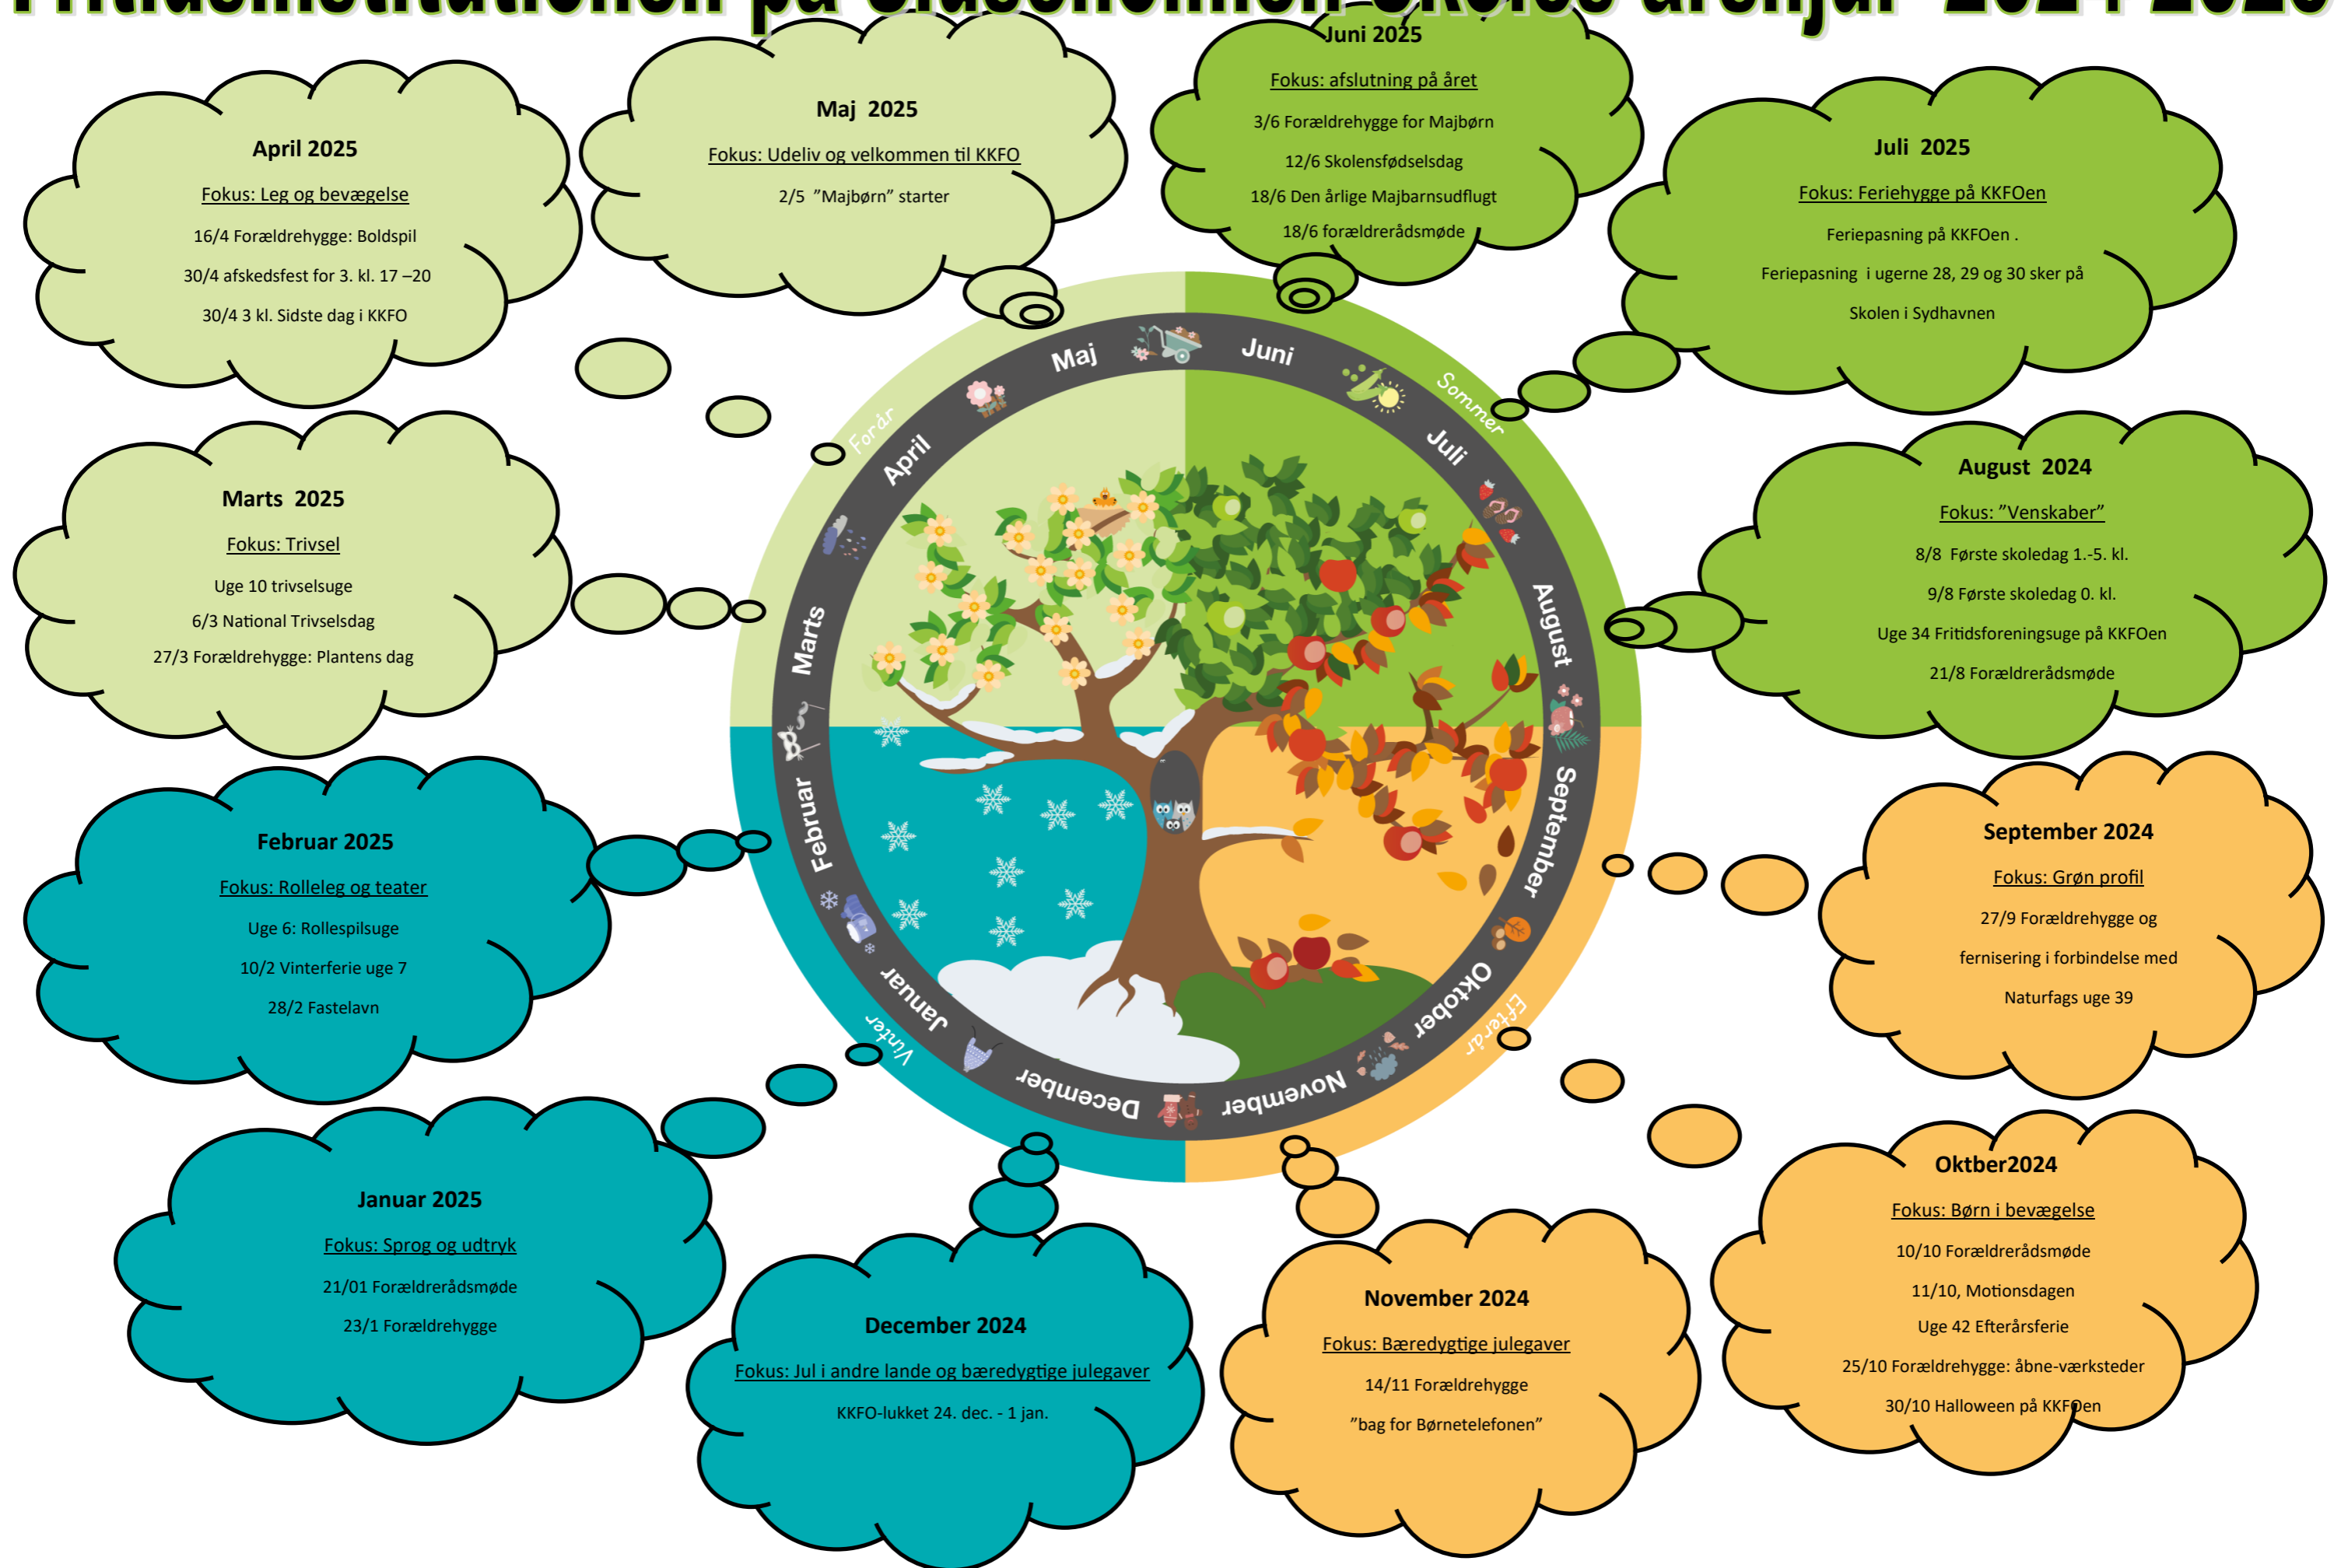 April 2025
Fokus: Leg og bevægelse
16/4 Forældrehygge: Boldspil
30/4 afskedsfest for 3. kl. 17 –20
30/4 3 kl. Sidste dag i KKFO
Maj  2025
Fokus: Udeliv og velkommen til KKFO
2/5  ”Majbørn” starter
Juni 2025
Fokus: afslutning på året
3/6 Forældrehygge for Majbørn
12/6 Skolensfødselsdag
18/6 Den årlige Majbarnsudflugt
18/6 forældrerådsmøde
Juli  2025
Fokus: Feriehygge på KKFOen
Feriepasning på KKFOen .
Feriepasning  i ugerne 28, 29 og 30 sker på
Skolen i Sydhavnen
August  2024
Fokus: ”Venskaber”
8/8  Første skoledag 1.-5. kl.
9/8 Første skoledag 0. kl.
Uge 34 Fritidsforeningsuge på KKFOen
21/8 Forældrerådsmøde
September 2024
Fokus: Grøn profil
27/9 Forældrehygge og
fernisering i forbindelse med
Naturfags uge 39
Oktber2024
Fokus: Børn i bevægelse
10/10 Forældrerådsmøde
11/10, Motionsdagen
Uge 42 Efterårsferie
25/10 Forældrehygge: åbne-værksteder
30/10 Halloween på KKFOen
November 2024
Fokus: Bæredygtige julegaver
14/11 Forældrehygge
”bag for Børnetelefonen”
December 2024
Fokus: Jul i andre lande og bæredygtige julegaver
KKFO-lukket 24. dec. - 1 jan.
Januar 2025
Fokus: Sprog og udtryk
21/01 Forældrerådsmøde
23/1 Forældrehygge
Februar 2025
Fokus: Rolleleg og teater
Uge 6: Rollespilsuge
10/2 Vinterferie uge 7
28/2 Fastelavn
Marts  2025
Fokus: Trivsel
Uge 10 trivselsuge
6/3 National Trivselsdag
27/3 Forældrehygge: Plantens dag
Forår
Sommer
Efterår
Vinter
Juni
Juli
August
September
Oktober
November
December
Januar
Februar
Marts
April
Maj